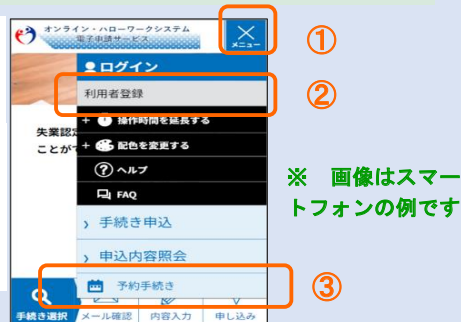 オンライン・ハローワークシステム
電子申請サービス
メニュー
①
ログイン
利用者登録
②
+ 操作時間を延長する
失業認定
+ 配色を変更する
ことがで
? ヘルプ
※ 画像はスマー
トフォンの例です
FAQ
› 手続き申込
› 申込内容照会
予約手続き
③
手続き選択
メール確認
内容入力
申し込み